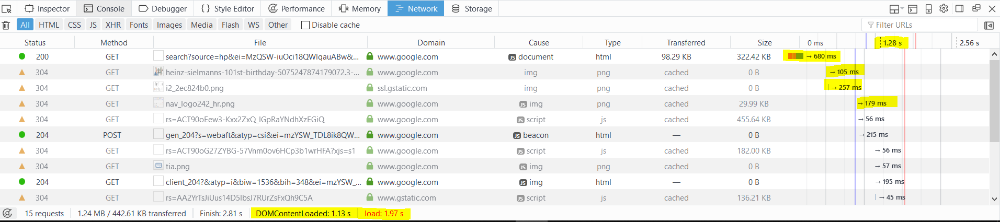 Inspector Console Debugger Style Editor Performance Memory Network Storage
All HTML CSS JS XHR Fonts Images Media Flash WS Other Disable cache Filter URLs
Status Method File Domain Cause Type Transferred Size 0 ms 1.28 s 2.56 s
200 GET search?source=hp&ei=MzQSW-iuOci18QWlqauABw&... www.google.com JS document html 98.29 KB 322.42 KB → 680 ms
304 GET heinz-sielmanns-101st-birthday-5075247874179072.3-... www.google.com img png cached 0 B → 105 ms
304 GET i2_2ec824b0.png ssl.gstatic.com img png cached 0 B → 257 ms
304 GET nav_logo242_hr.png www.google.com JS img png cached 29.99 KB → 179 ms
304 GET rs=ACT90oEew3-Kxx2ZxQ_IGpRaYNdhXzEGiQ www.google.com JS script js cached 455.64 KB → 56 ms
204 POST gen_204?s=webaft&atyp=csi&ei=mzYSW_TDL8ik8QW... www.google.com JS beacon html — 0 B → 215 ms
304 GET rs=ACT90oG27ZYBG-57Vnm0ov6HCp3b1wrHFA?xjs=s1 www.google.com JS script js cached 182.00 KB → 56 ms
304 GET tia.png www.google.com JS img png cached 0 B → 57 ms
204 GET client_204?&atyp=i&biw=1536&bih=348&ei=mzYSW_... www.google.com JS img html — 0 B → 195 ms
304 GET rs=AA2YrTsJiUus14D5IbsJ7RUrZsFxQh9C5A www.gstatic.com JS script js cached 136.21 KB → 45 ms
15 requests 1.24 MB / 442.61 KB transferred Finish: 2.81 s DOMContentLoaded: 1.13 s load: 1.97 s